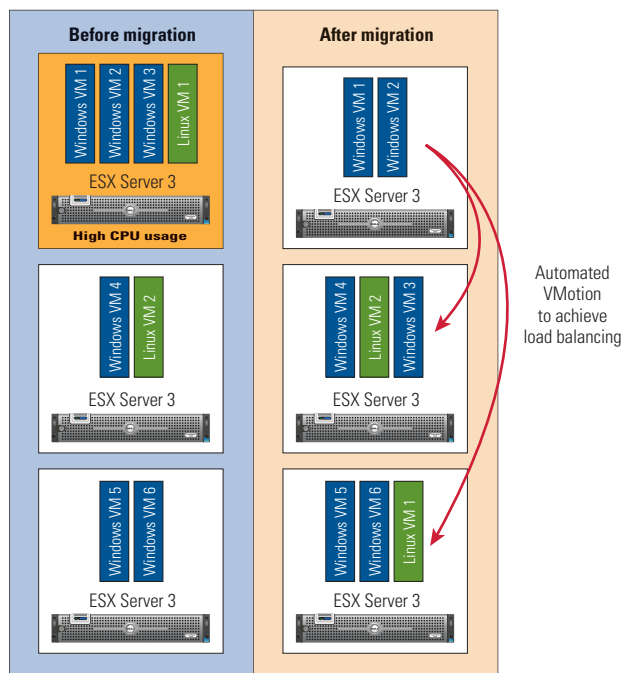 Before migration
After migration
Windows VM 1
Windows VM 2
Windows VM 3
Linux VM 1
ESX Server 3
High CPU usage
Windows VM 1
Windows VM 2
ESX Server 3
Windows VM 4
Linux VM 2
ESX Server 3
Windows VM 4
Linux VM 2
Windows VM 3
ESX Server 3
Automated
VMotion
to achieve
load balancing
Windows VM 5
Windows VM 6
ESX Server 3
Windows VM 5
Windows VM 6
Linux VM 1
ESX Server 3